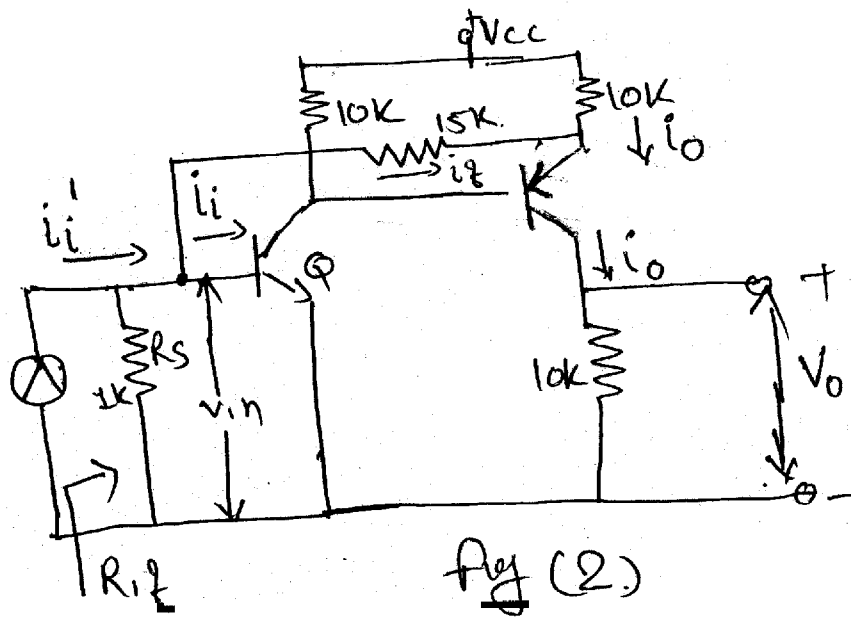 +Vcc
10K
10K
15K
if
io
ii'
ii
Q
io
+
Rs
1K
vin
10K
Vo
-
Rif
fig (2)